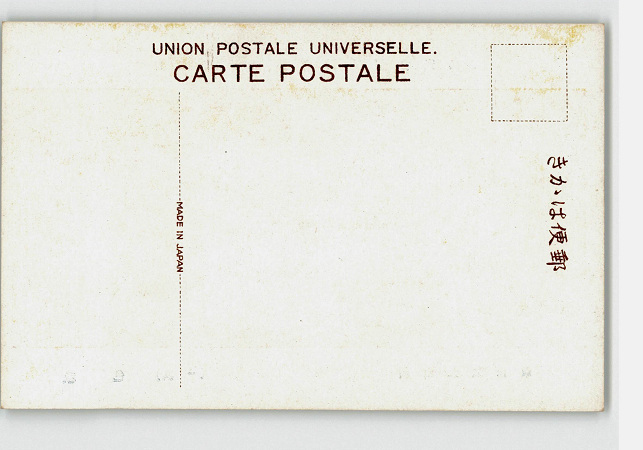 UNION POSTALE UNIVERSELLE.
CARTE POSTALE
MADE IN JAPAN
きかは便郵